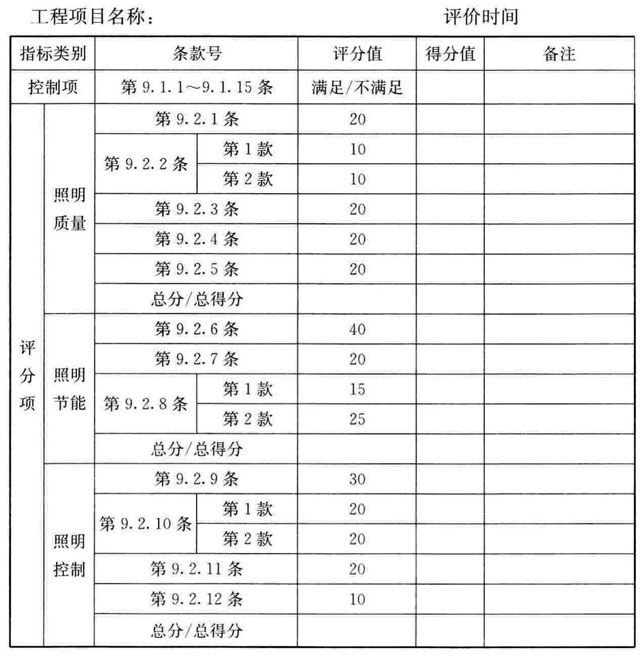 工程项目名称： 评价时间
指标类别 条款号 评分值 得分值 备注
控制项 第 9.1.1～9.1.15 条 满足/不满足
评分项
照明质量
第 9.2.1 条 20
第 9.2.2 条
第 1 款 10
第 2 款 10
第 9.2.3 条 20
第 9.2.4 条 20
第 9.2.5 条 20
总分/总得分
照明节能
第 9.2.6 条 40
第 9.2.7 条 20
第 9.2.8 条
第 1 款 15
第 2 款 25
总分/总得分
照明控制
第 9.2.9 条 30
第 9.2.10 条
第 1 款 20
第 2 款 20
第 9.2.11 条 20
第 9.2.12 条 10
总分/总得分